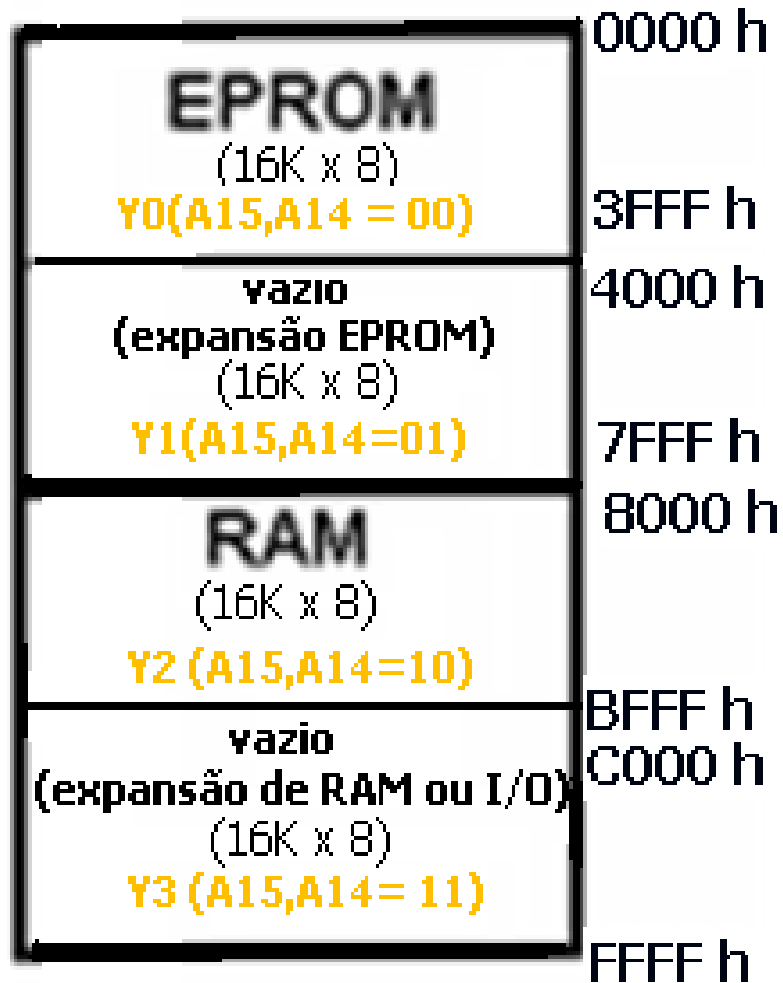 0000 h
EPROM
(16K x 8)
Y0(A15,A14 = 00)
3FFF h
4000 h
vazio
(expansão EPROM)
(16K x 8)
Y1(A15,A14=01)
7FFF h
8000 h
RAM
(16K x 8)
Y2 (A15,A14=10)
BFFF h
vazio
C000 h
(expansão de RAM ou I/O)
(16K x 8)
Y3 (A15,A14= 11)
FFFF h